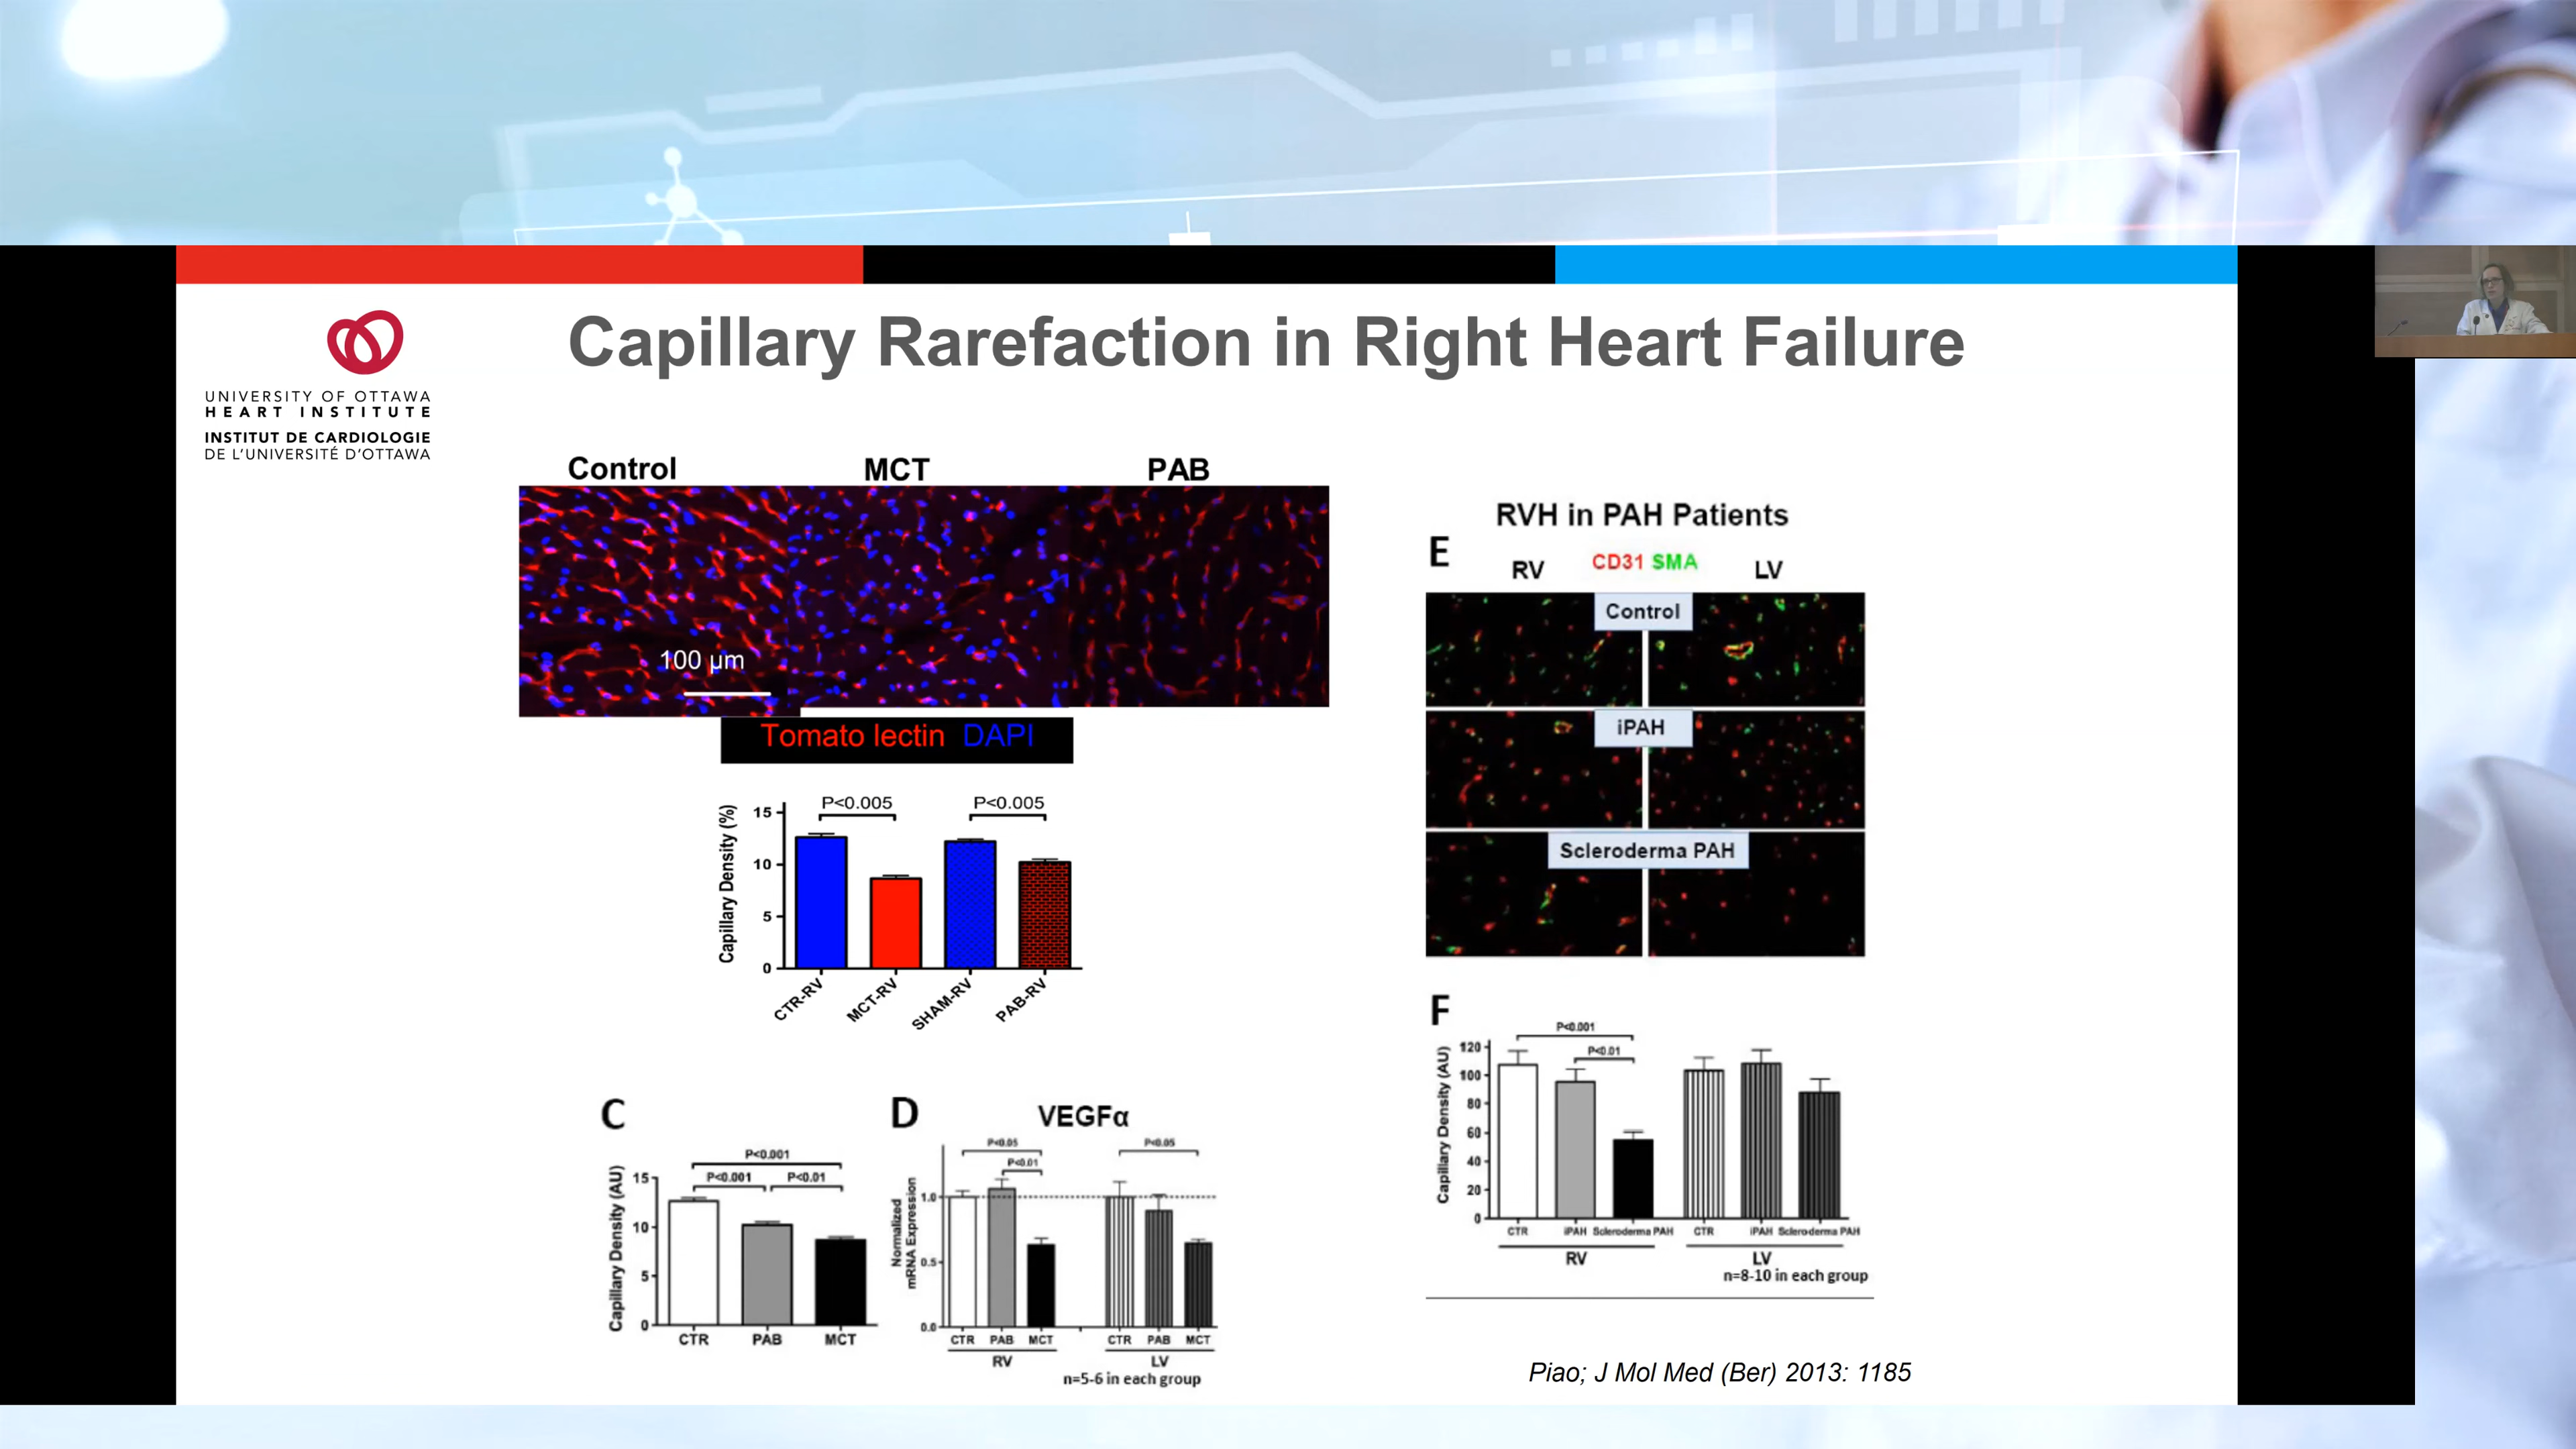 Capillary Rarefaction in Right Heart Failure
UNIVERSITY OF OTTAWA
HEART INSTITUTE
INSTITUT DE CARDIOLOGIE
DE L'UNIVERSITÉ D'OTTAWA
Control MCT PAB
100 µm
Tomato lectin DAPI
Capillary Density (%)
15
10
5
0
P<0.005 P<0.005
CTR-RV MCT-RV SHAM-RV PAB-RV
C
Capillary Density (AU)
15
10
5
0
P<0.001
P<0.001 P<0.01
CTR PAB MCT
D
VEGFα
Normalized
mRNA Expression
1.0
0.5
0.0
P<0.05 P<0.05
P<0.01
CTR PAB MCT CTR PAB MCT
RV LV
n=5-6 in each group
RVH in PAH Patients
E
RV CD31 SMA LV
Control
iPAH
Scleroderma PAH
F
Capillary Density (AU)
120
100
80
60
40
20
0
P<0.001
P<0.01
CTR iPAH Scleroderma PAH CTR iPAH Scleroderma PAH
RV LV
n=8-10 in each group
Piao; J Mol Med (Ber) 2013: 1185